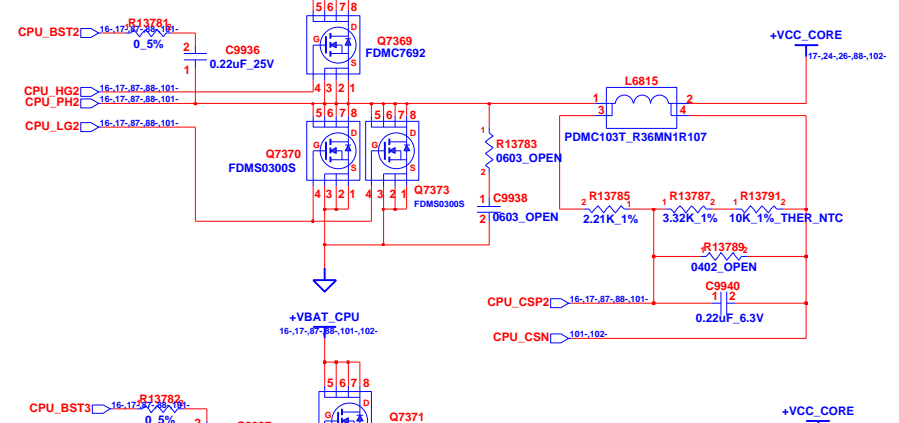 5 6 7 8
R13781
CPU_BST2 16-,17-,87-,88-,101-
0_5%
D
G
S
Q7369
FDMC7692
2
C9936
0.22uF_25V
1
+VCC_CORE
17-,24-,26-,88-,102-
CPU_HG2 16-,17-,87-,88-,101-
4 3 2 1
CPU_PH2 16-,17-,87-,88-,101-
L6815
1 2
3 4
PDMC103T_R36MN1R107
CPU_LG2 16-,17-,87-,88-,101-
5 6 7 8 5 6 7 8
D D
G G
S S
Q7370
FDMS0300S
4 3 2 1 4 3 2 1
Q7373
FDMS0300S
1
R13783
0603_OPEN
2
1 C9938
2 0603_OPEN
2 R13785 1
2.21K_1%
R13787
3.32K_1%
R13791
10K_1%_THER_NTC
R13789
0402_OPEN
C9940
1 2
0.22uF_6.3V
CPU_CSP2 16-,17-,87-,88-,101-
CPU_CSN 101-,102-
+VBAT_CPU
16-,17-,87-,88-,101-,102-
5 6 7 8
D
G
Q7371
R13782
CPU_BST3 16-,17-,87-,88-,101-
0_5%
2
+VCC_CORE